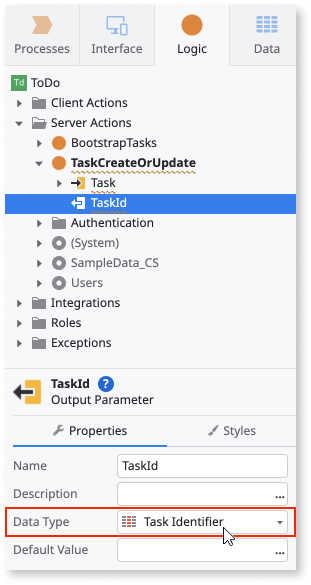 Processes Interface Logic Data
Td ToDo
Client Actions
Server Actions
BootstrapTasks
TaskCreateOrUpdate
Task
TaskId
Authentication
(System)
SampleData_CS
Users
Integrations
Roles
Exceptions
TaskId ?
Output Parameter
Properties Styles
Name TaskId
Description ...
Data Type Task Identifier
Default Value ...